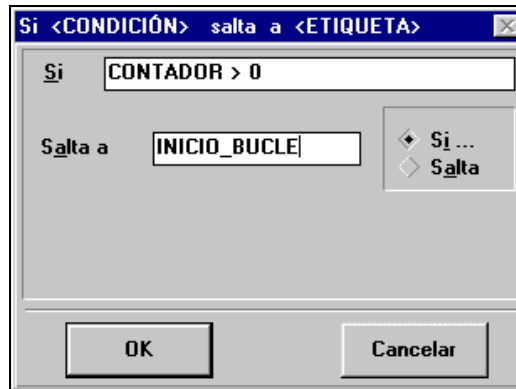 Si <CONDICIÓN> salta a <ETIQUETA>
Si CONTADOR > 0
Salta a INICIO_BUCLE
Si ...
Salta
OK Cancelar